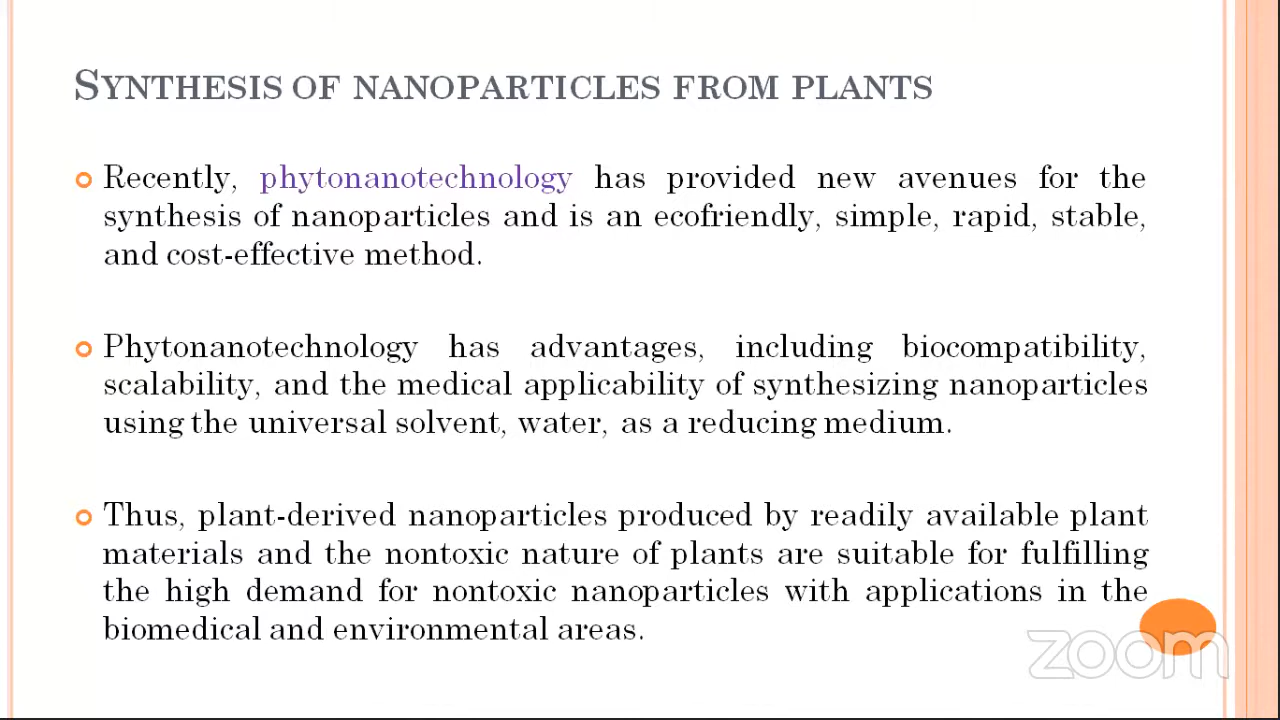 SYNTHESIS OF NANOPARTICLES FROM PLANTS
Recently, phytonanotechnology has provided new avenues for the
synthesis of nanoparticles and is an ecofriendly, simple, rapid, stable,
and cost-effective method.
Phytonanotechnology has advantages, including biocompatibility,
scalability, and the medical applicability of synthesizing nanoparticles
using the universal solvent, water, as a reducing medium.
Thus, plant-derived nanoparticles produced by readily available plant
materials and the nontoxic nature of plants are suitable for fulfilling
the high demand for nontoxic nanoparticles with applications in the
biomedical and environmental areas.
zoom